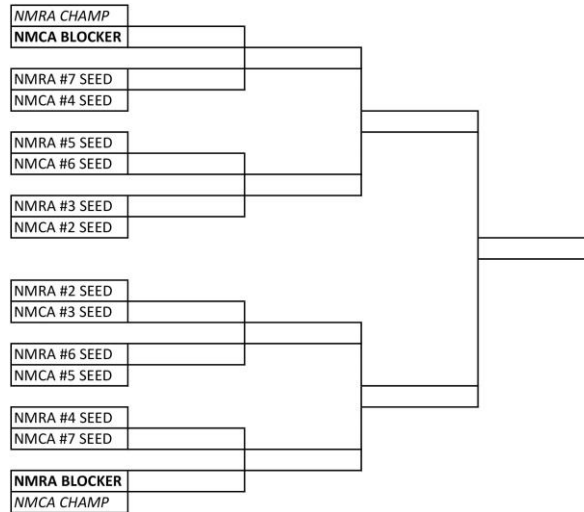 NMRA CHAMP
NMCA BLOCKER
NMRA #7 SEED
NMCA #4 SEED
NMRA #5 SEED
NMCA #6 SEED
NMRA #3 SEED
NMCA #2 SEED
NMRA #2 SEED
NMCA #3 SEED
NMRA #6 SEED
NMCA #5 SEED
NMRA #4 SEED
NMCA #7 SEED
NMRA BLOCKER
NMCA CHAMP